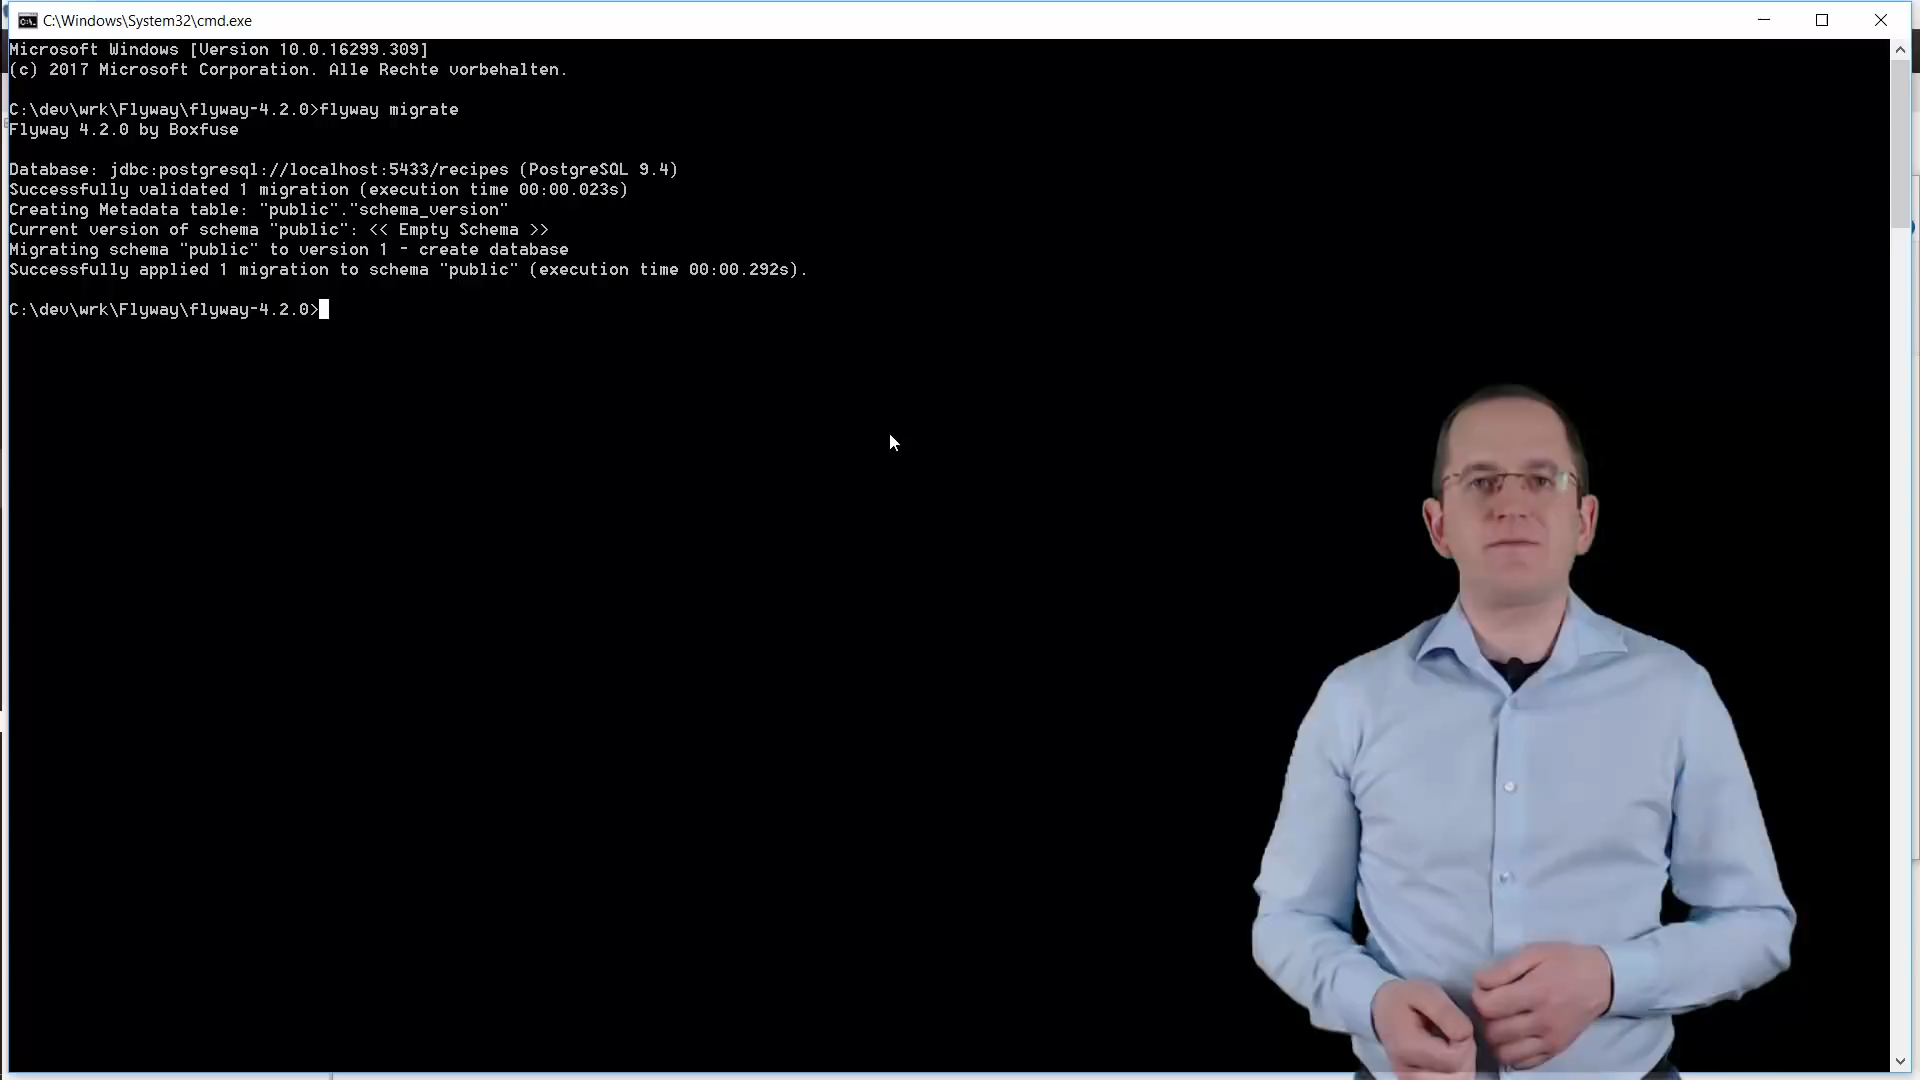 C:\Windows\System32\cmd.exe
Microsoft Windows [Version 10.0.16299.309]
(c) 2017 Microsoft Corporation. Alle Rechte vorbehalten.
C:\dev\wrk\Flyway\flyway-4.2.0>flyway migrate
Flyway 4.2.0 by Boxfuse
Database: jdbc:postgresql://localhost:5433/recipes (PostgreSQL 9.4)
Successfully validated 1 migration (execution time 00:00.023s)
Creating Metadata table: "public"."schema_version"
Current version of schema "public": << Empty Schema >>
Migrating schema "public" to version 1 - create database
Successfully applied 1 migration to schema "public" (execution time 00:00.292s).
C:\dev\wrk\Flyway\flyway-4.2.0>